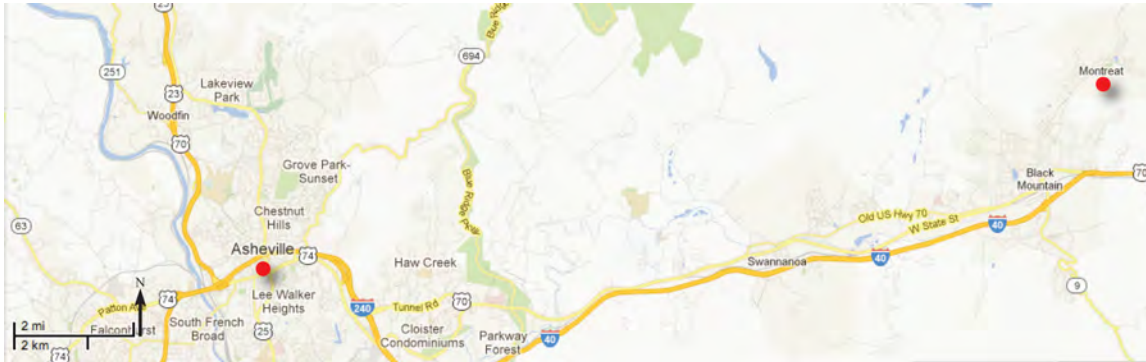 23
251
Lakeview
Park
23
Woodfin
70
694
Blue Ridge
Montreat
Grove Park-
Sunset
Blue Ridge Pkwy
63
Chestnut
Hills
Asheville
74
Haw Creek
Black
Mountain
70
Old US Hwy 70
W State St
40
40
Swannanoa
N
74
Patton Ave
Lee Walker
Heights
240
Tunnel Rd
70
9
2 mi
2 km
Falconhurst
South French
Broad
25
Cloister
Condominiums
Parkway
Forest
40
74